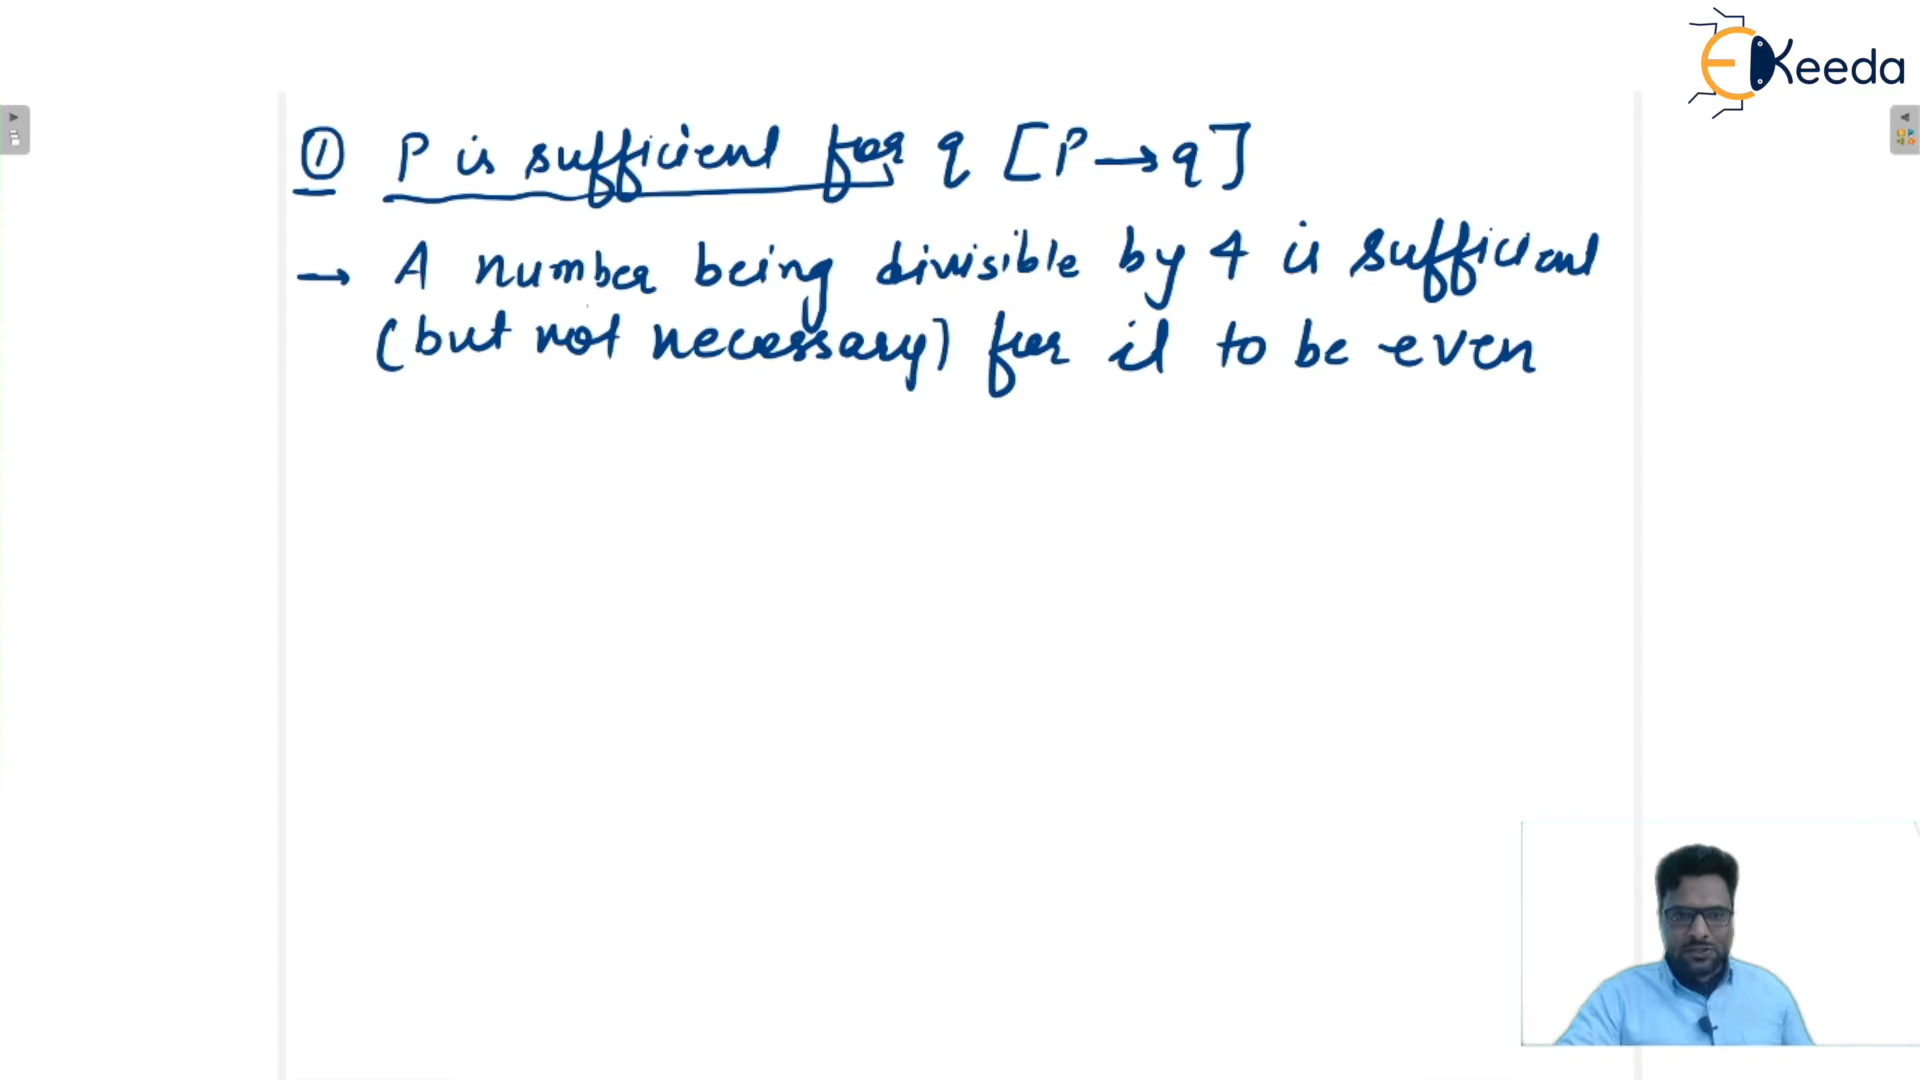 EKeeda
① P is sufficient for q [P → q]
→ A number being divisible by 4 is sufficient
(but not necessary) for it to be even